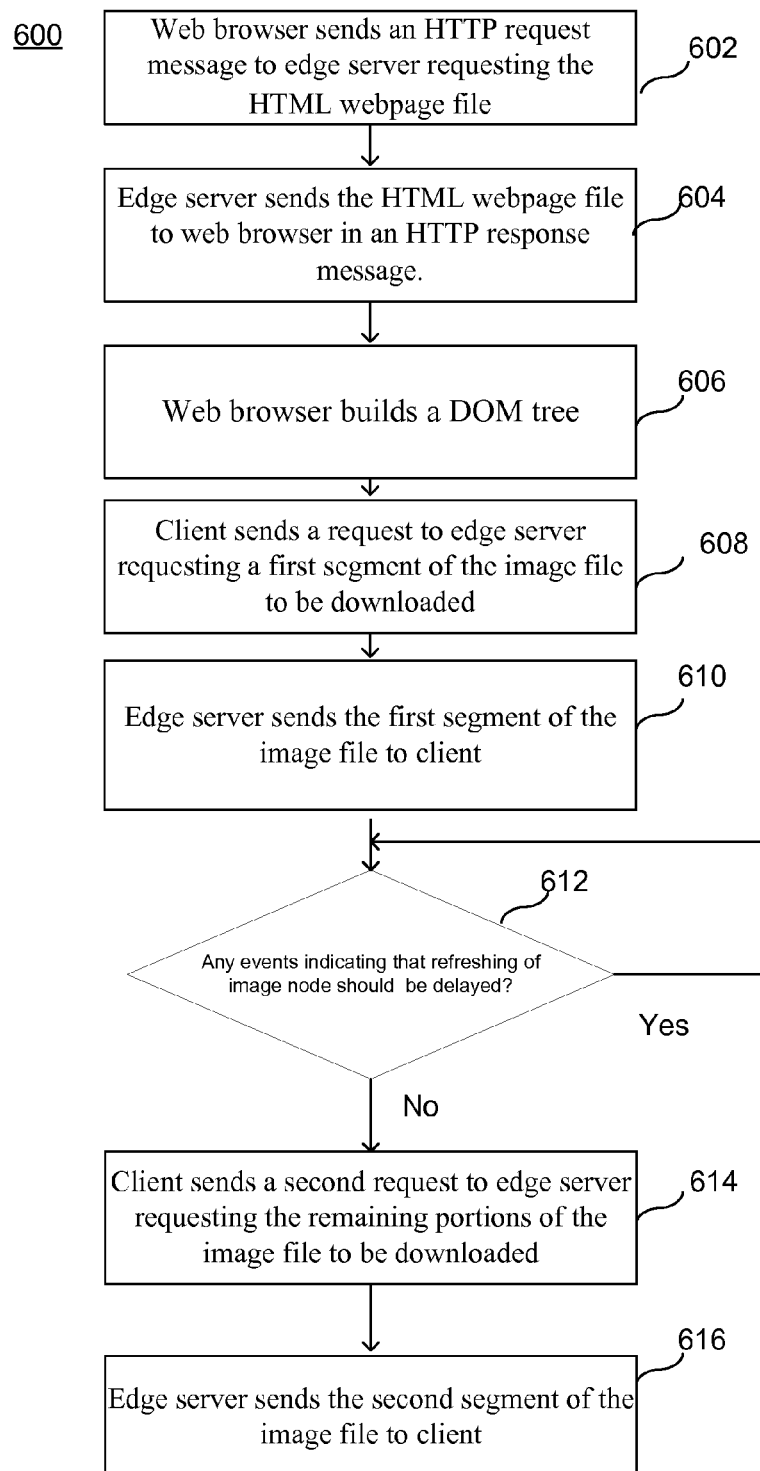 600
Web browser sends an HTTP request
message to edge server requesting the
HTML webpage file
602
Edge server sends the HTML webpage file
to web browser in an HTTP response
message.
604
Web browser builds a DOM tree
606
Client sends a request to edge server
requesting a first segment of the image file
to be downloaded
608
Edge server sends the first segment of the
image file to client
610
Any events indicating that refreshing of
image node should be delayed?
612
Yes
No
Client sends a second request to edge server
requesting the remaining portions of the
image file to be downloaded
614
Edge server sends the second segment of the
image file to client
616